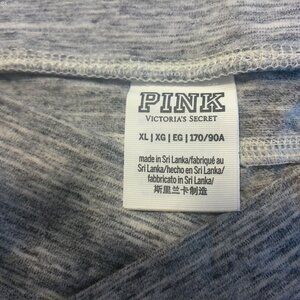 PINK
VICTORIA'S SECRET
XL | XG | EG | 170/90A
made in Sri Lanka/fabriqué au
Sri Lanka/hecho en Sri Lanka/
fabbricato in Sri Lanka/
斯里兰卡制造